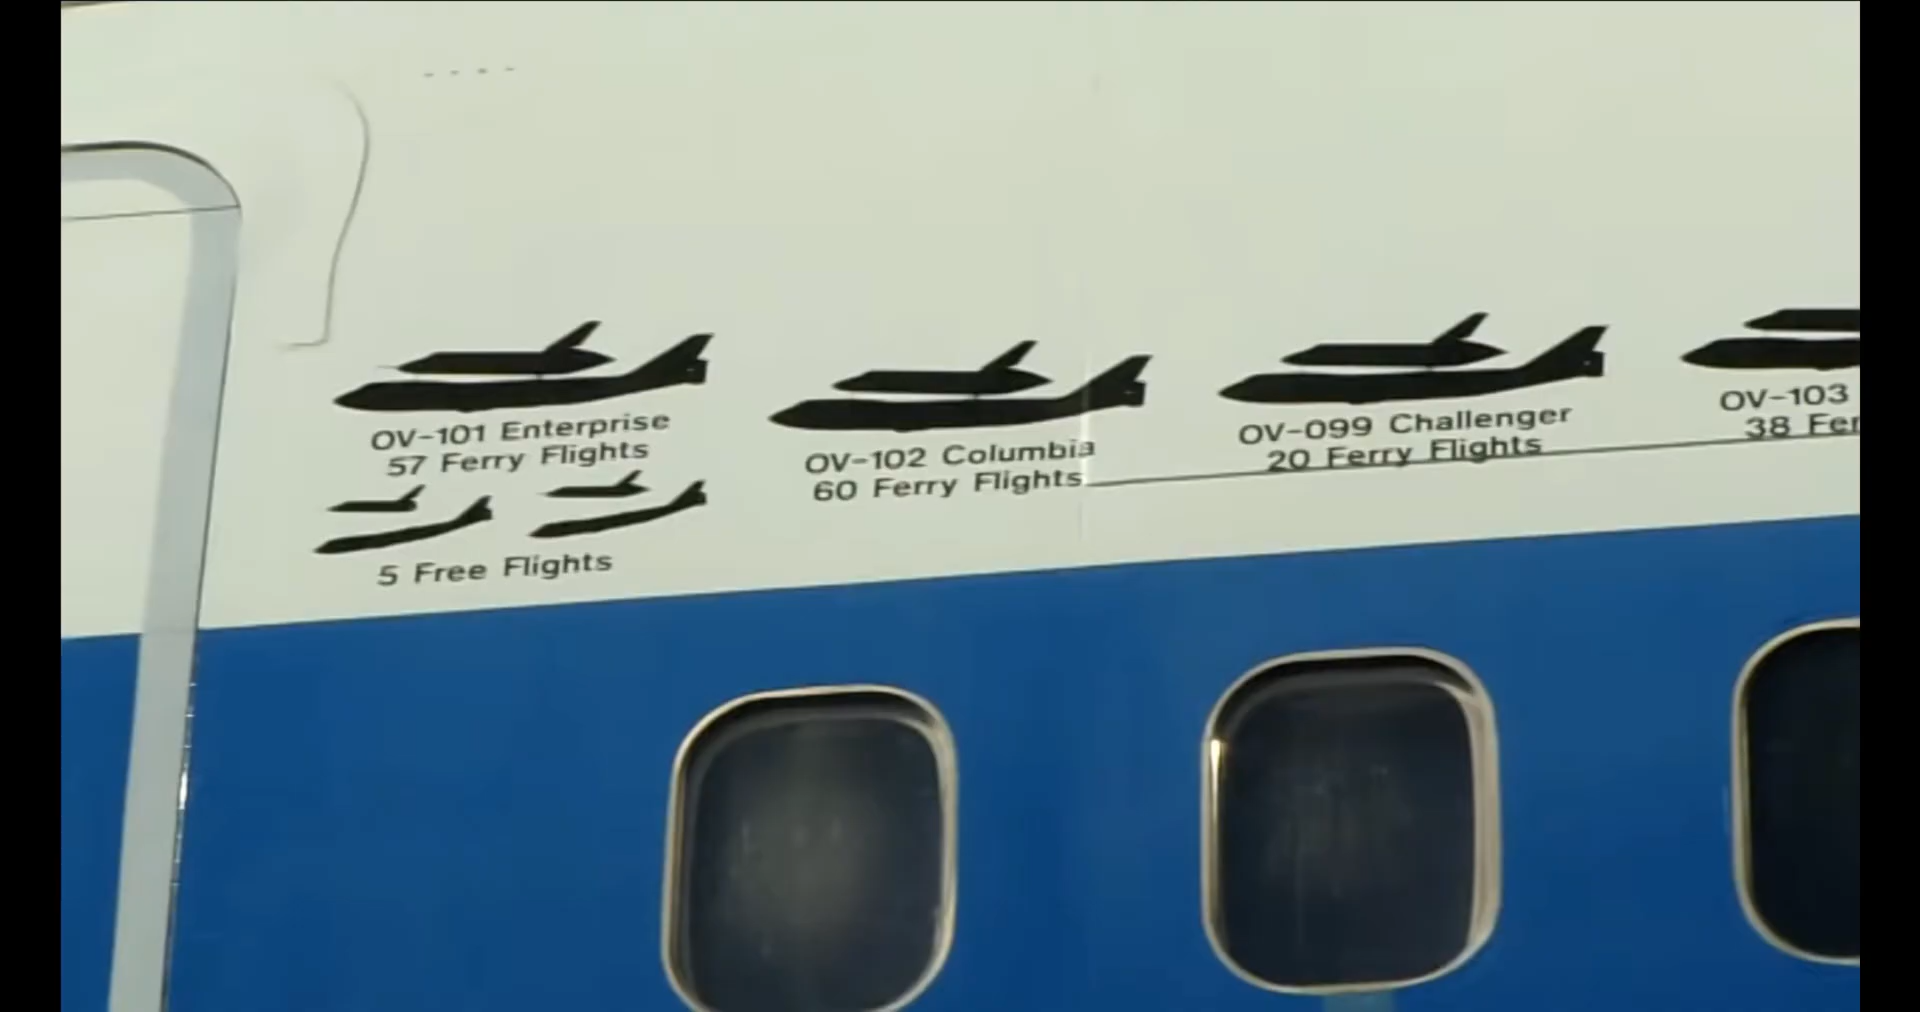 OV-101 Enterprise
57 Ferry Flights
5 Free Flights
OV-102 Columbia
60 Ferry Flights
OV-099 Challenger
20 Ferry Flights
OV-103
38 Fer